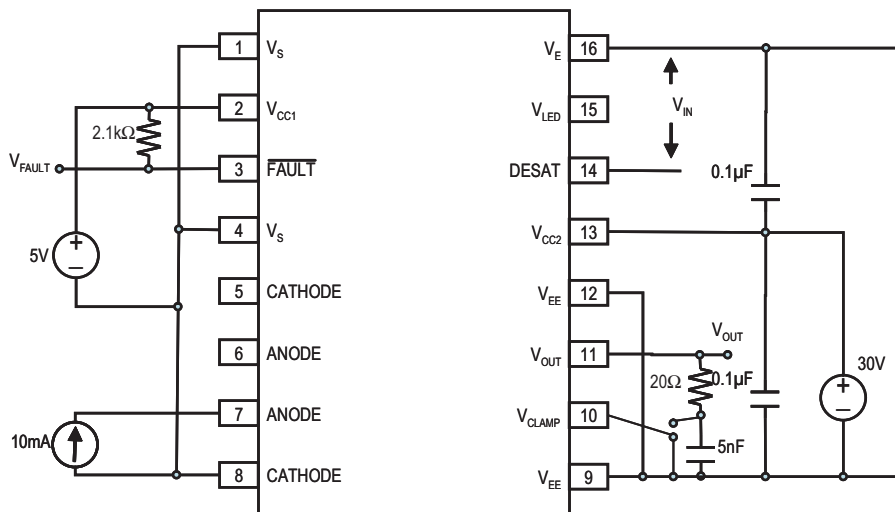 1 V_S
2 V_CC1
3 FAULT
4 V_S
5 CATHODE
6 ANODE
7 ANODE
8 CATHODE
2.1kΩ
V_FAULT
+
5V
—
10mA
V_E 16
V_LED 15
DESAT 14
V_CC2 13
V_EE 12
V_OUT 11
V_CLAMP 10
V_EE 9
V_IN
0.1µF
V_OUT
20Ω
0.1µF
5nF
+
30V
—